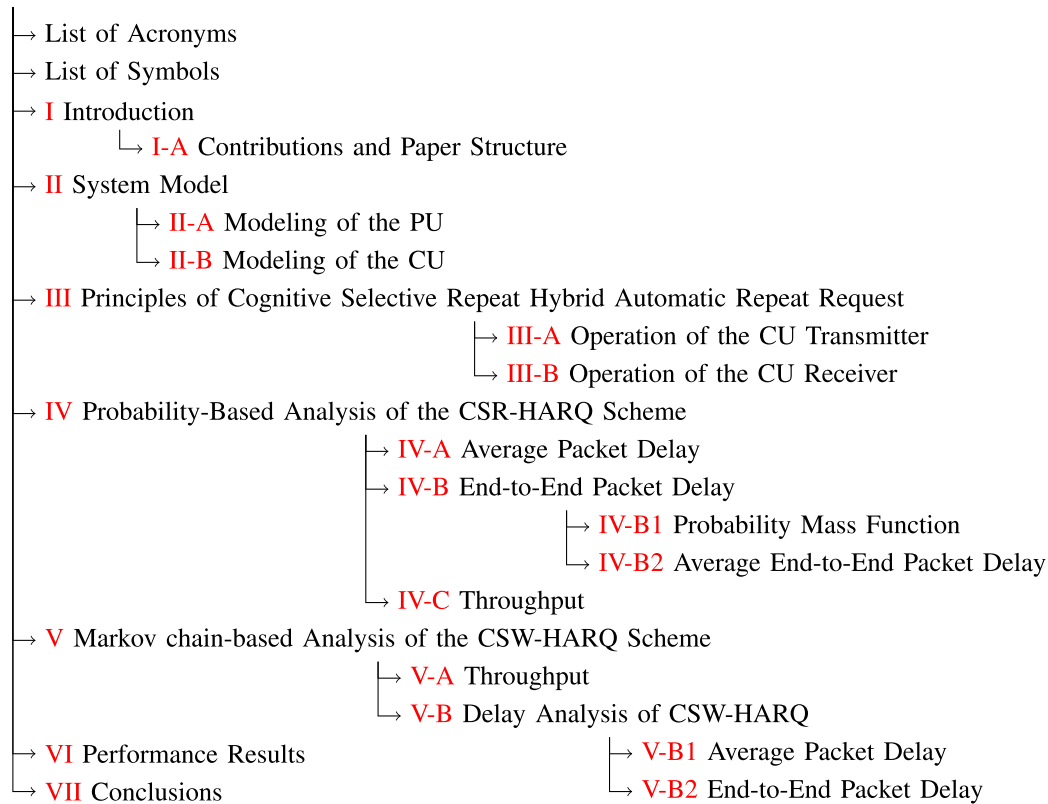 List of Acronyms
List of Symbols
I Introduction
I-A Contributions and Paper Structure
II System Model
II-A Modeling of the PU
II-B Modeling of the CU
III Principles of Cognitive Selective Repeat Hybrid Automatic Repeat Request
III-A Operation of the CU Transmitter
III-B Operation of the CU Receiver
IV Probability-Based Analysis of the CSR-HARQ Scheme
IV-A Average Packet Delay
IV-B End-to-End Packet Delay
IV-B1 Probability Mass Function
IV-B2 Average End-to-End Packet Delay
IV-C Throughput
V Markov chain-based Analysis of the CSW-HARQ Scheme
V-A Throughput
V-B Delay Analysis of CSW-HARQ
V-B1 Average Packet Delay
V-B2 End-to-End Packet Delay
VI Performance Results
VII Conclusions